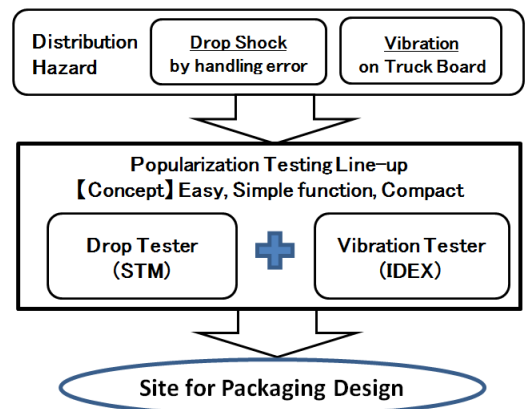 Distribution
Hazard
Drop Shock
by handling error
Vibration
on Truck Board
Popularization Testing Line-up
【Concept】Easy, Simple function, Compact
Drop Tester
(STM)
Vibration Tester
(IDEX)
Site for Packaging Design